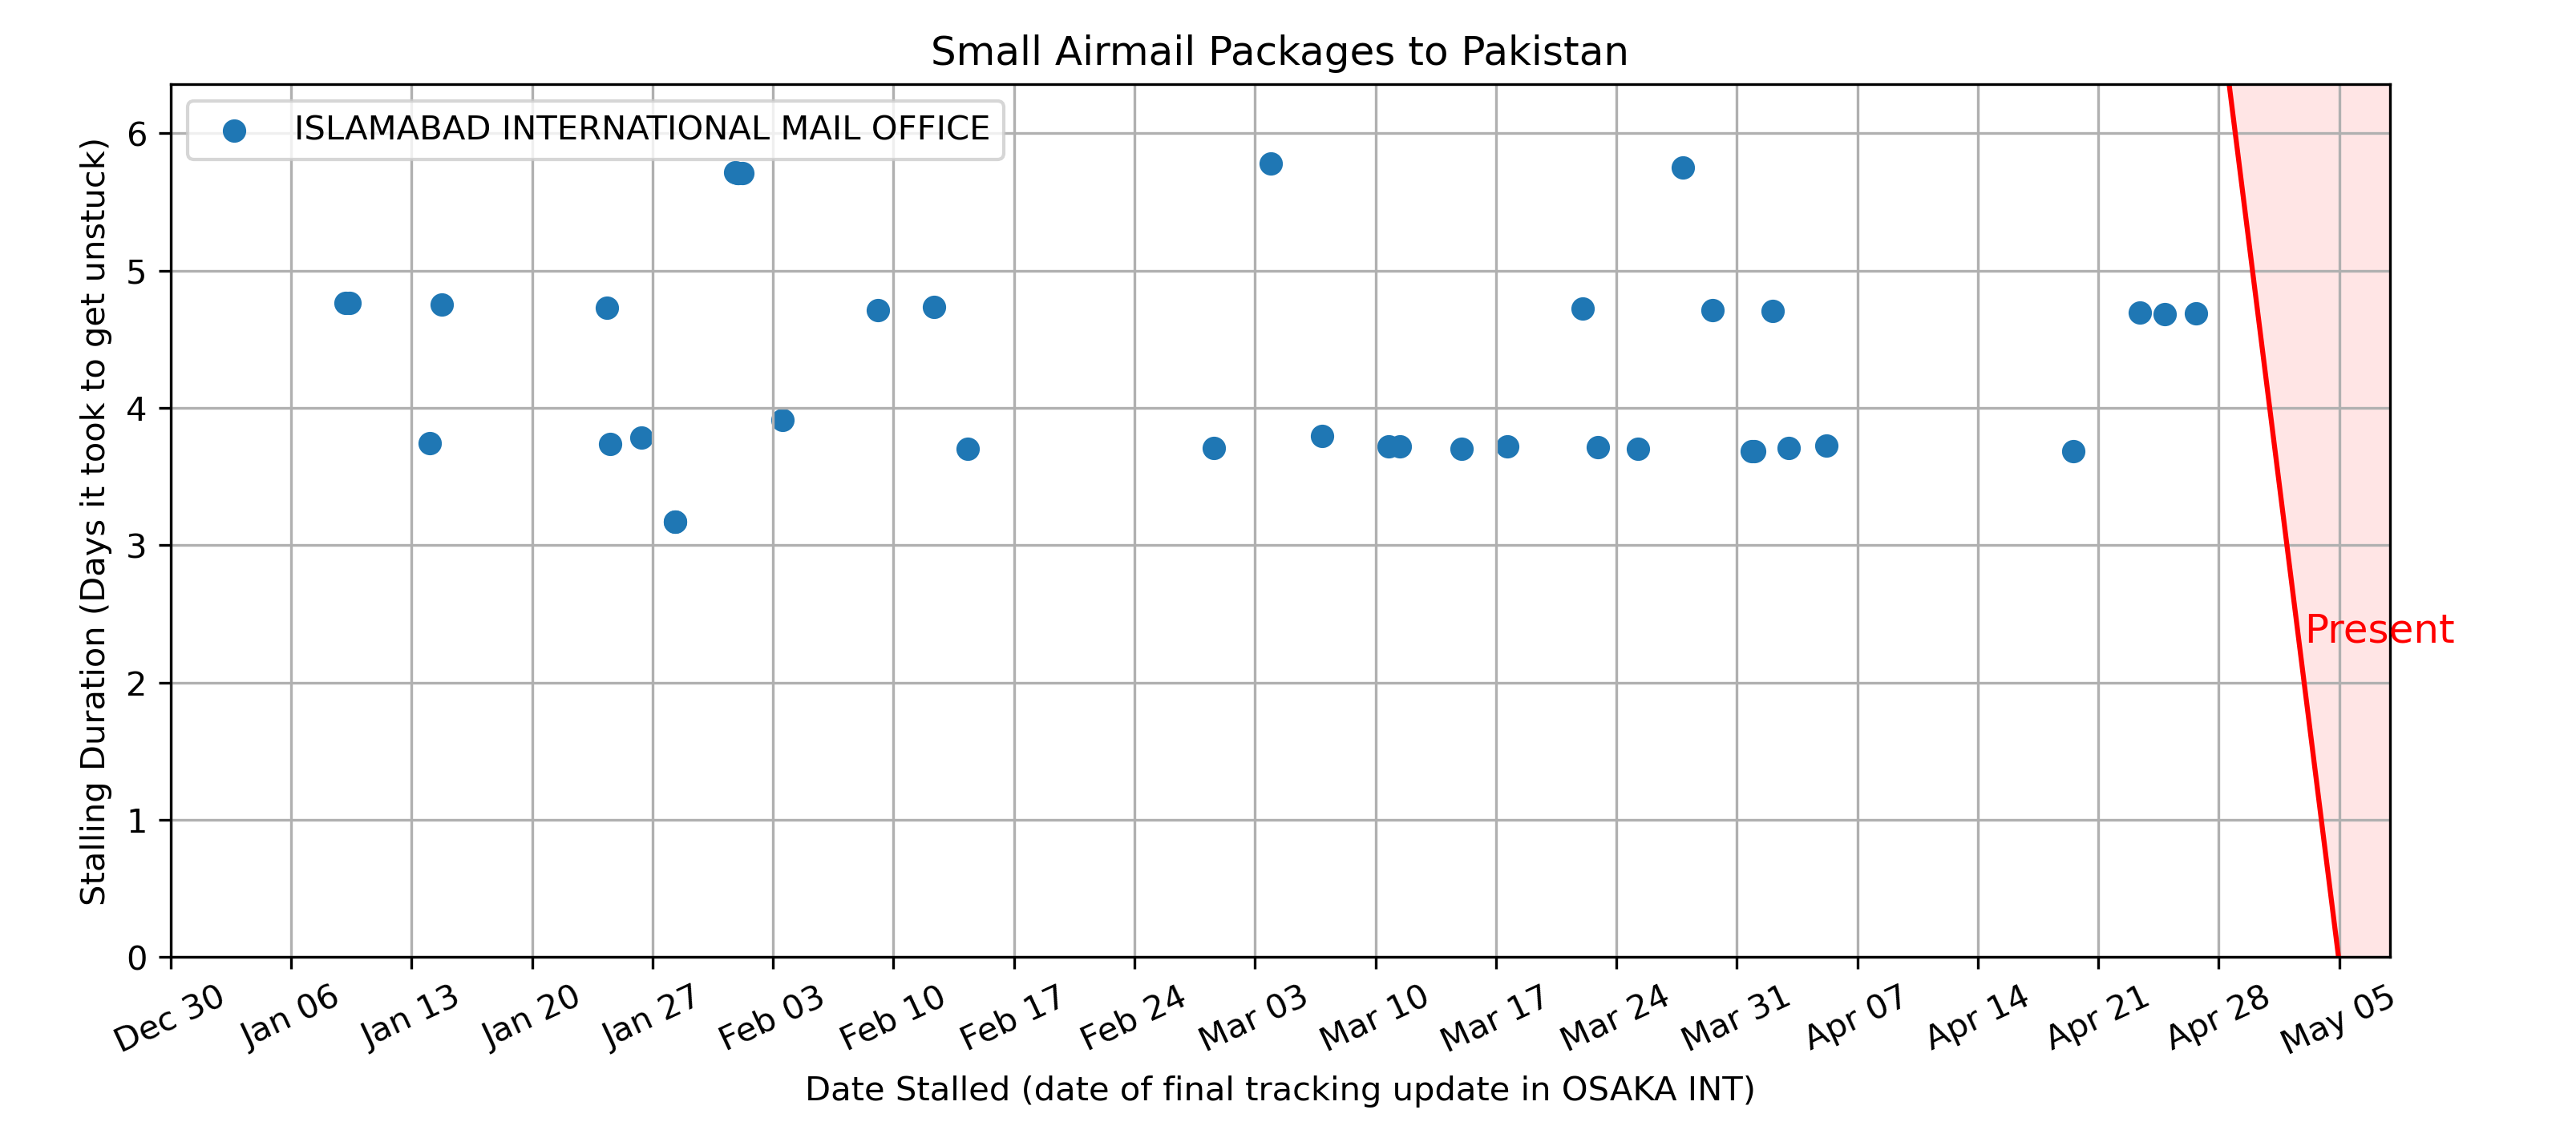 Small Airmail Packages to Pakistan
ISLAMABAD INTERNATIONAL MAIL OFFICE
Stalling Duration (Days it took to get unstuck)
6
5
4
3
2
1
0
Present
Dec 30
Jan 06
Jan 13
Jan 20
Jan 27
Feb 03
Feb 10
Feb 17
Feb 24
Mar 03
Mar 10
Mar 17
Mar 24
Mar 31
Apr 07
Apr 14
Apr 21
Apr 28
May 05
Date Stalled (date of final tracking update in OSAKA INT)